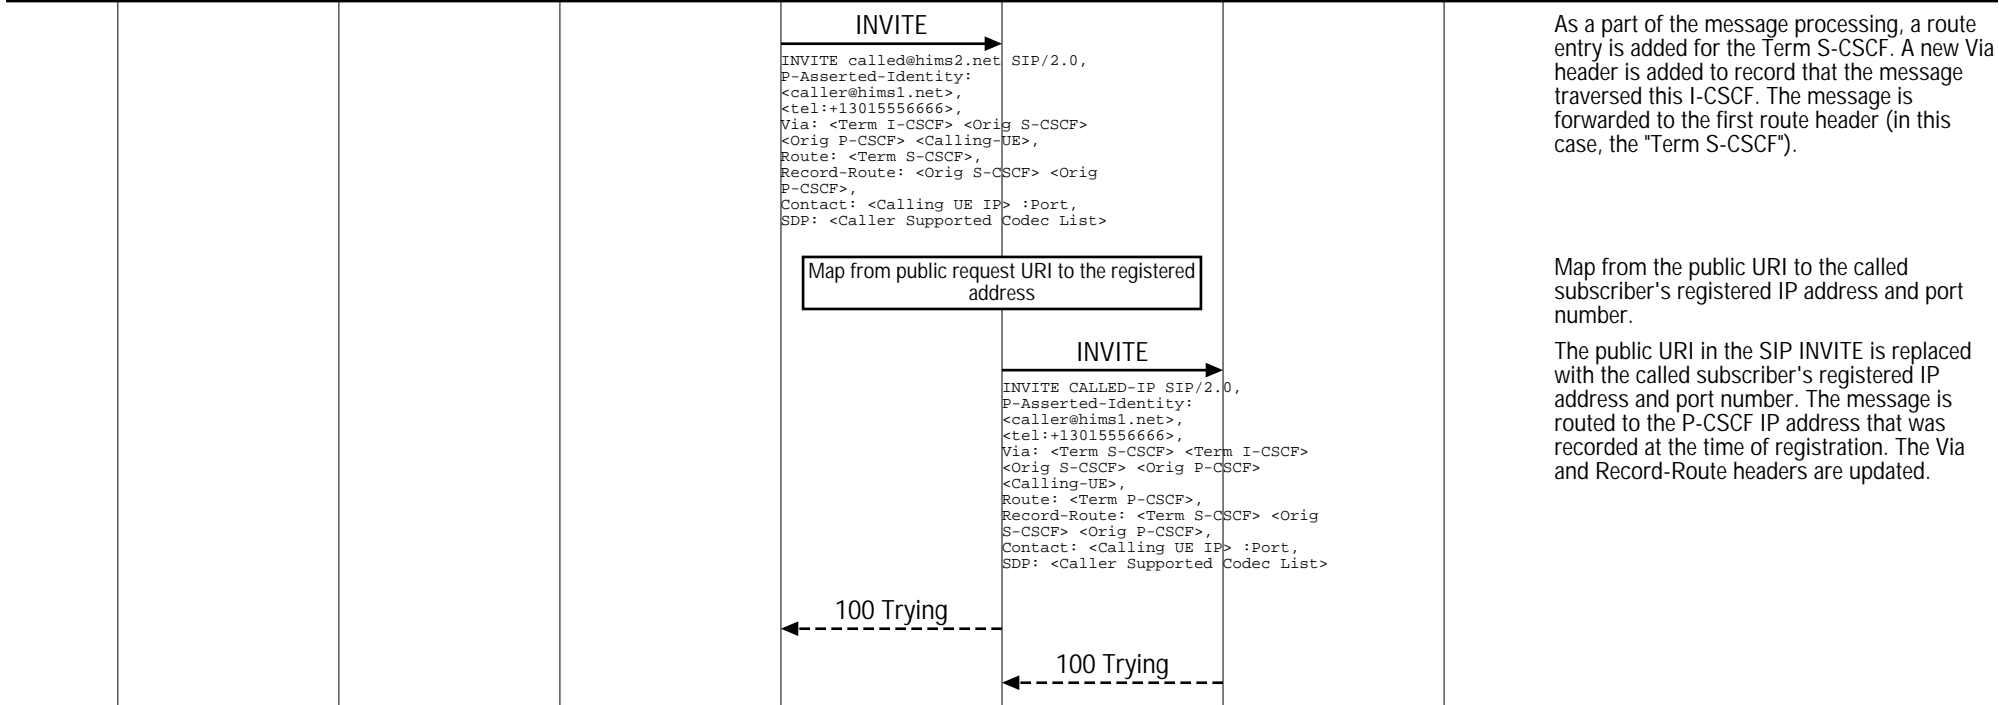 INVITE
INVITE called@hims2.net SIP/2.0,
P-Asserted-Identity:
<caller@hims1.net>,
<tel:+13015556666>,
Via: <Term I-CSCF> <Orig S-CSCF>
<Orig P-CSCF> <Calling-UE>,
Route: <Term S-CSCF>,
Record-Route: <Orig S-CSCF> <Orig
P-CSCF>,
Contact: <Calling UE IP> :Port,
SDP: <Caller Supported Codec List>
As a part of the message processing, a route
entry is added for the Term S-CSCF. A new Via
header is added to record that the message
traversed this I-CSCF. The message is
forwarded to the first route header (in this
case, the "Term S-CSCF").
Map from public request URI to the registered
address
Map from the public URI to the called
subscriber's registered IP address and port
number.
INVITE
INVITE CALLED-IP SIP/2.0,
P-Asserted-Identity:
<caller@hims1.net>,
<tel:+13015556666>,
Via: <Term S-CSCF> <Term I-CSCF>
<Orig S-CSCF> <Orig P-CSCF>
<Calling-UE>,
Route: <Term P-CSCF>,
Record-Route: <Term S-CSCF> <Orig
S-CSCF> <Orig P-CSCF>,
Contact: <Calling UE IP> :Port,
SDP: <Caller Supported Codec List>
The public URI in the SIP INVITE is replaced
with the called subscriber's registered IP
address and port number. The message is
routed to the P-CSCF IP address that was
recorded at the time of registration. The Via
and Record-Route headers are updated.
100 Trying
100 Trying